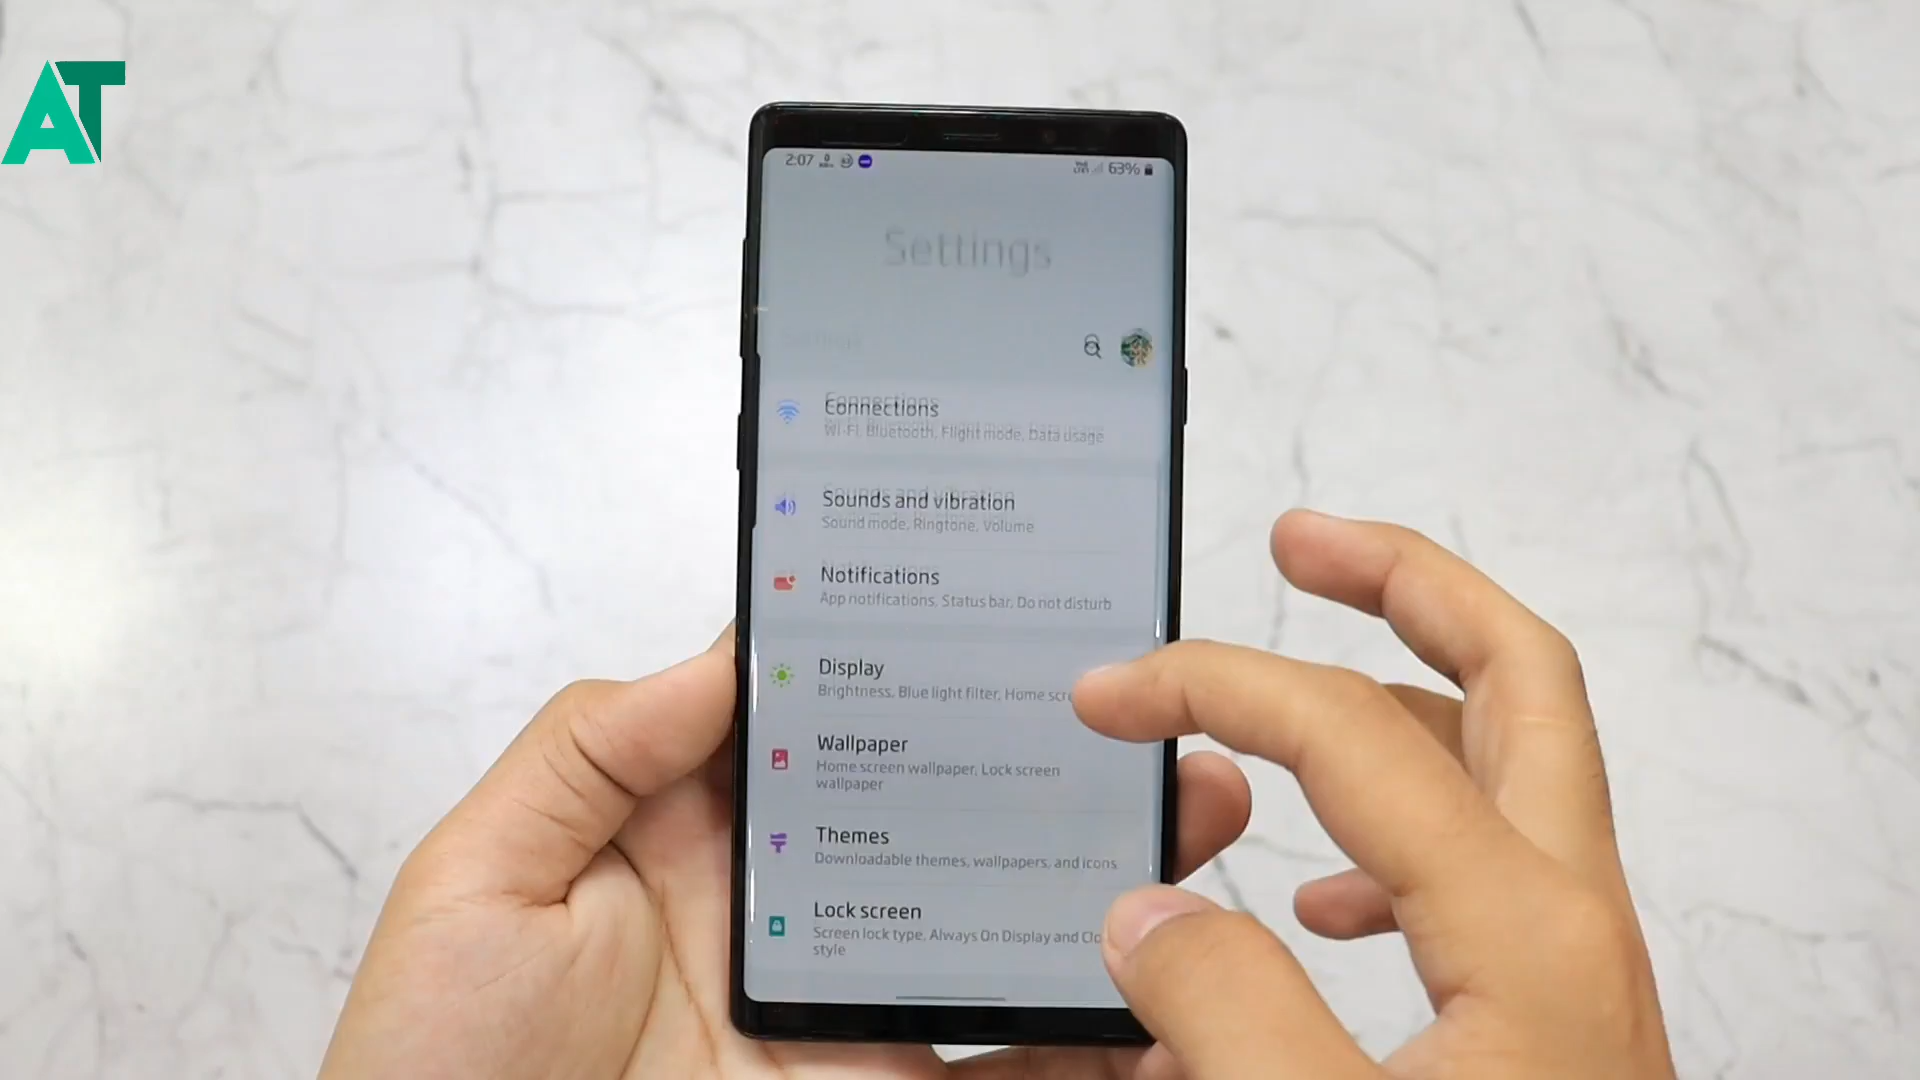 AT
2:07
63%
Settings
Settings
Connections
Wi-Fi, Bluetooth, Flight mode, Data usage
Sounds and vibration
Sound mode, Ringtone, Volume
Notifications
App notifications, Status bar, Do not disturb
Display
Brightness, Blue light filter, Home scre
Wallpaper
Home screen wallpaper, Lock screen
wallpaper
Themes
Downloadable themes, wallpapers, and icons
Lock screen
Screen lock type, Always On Display and Clo
style